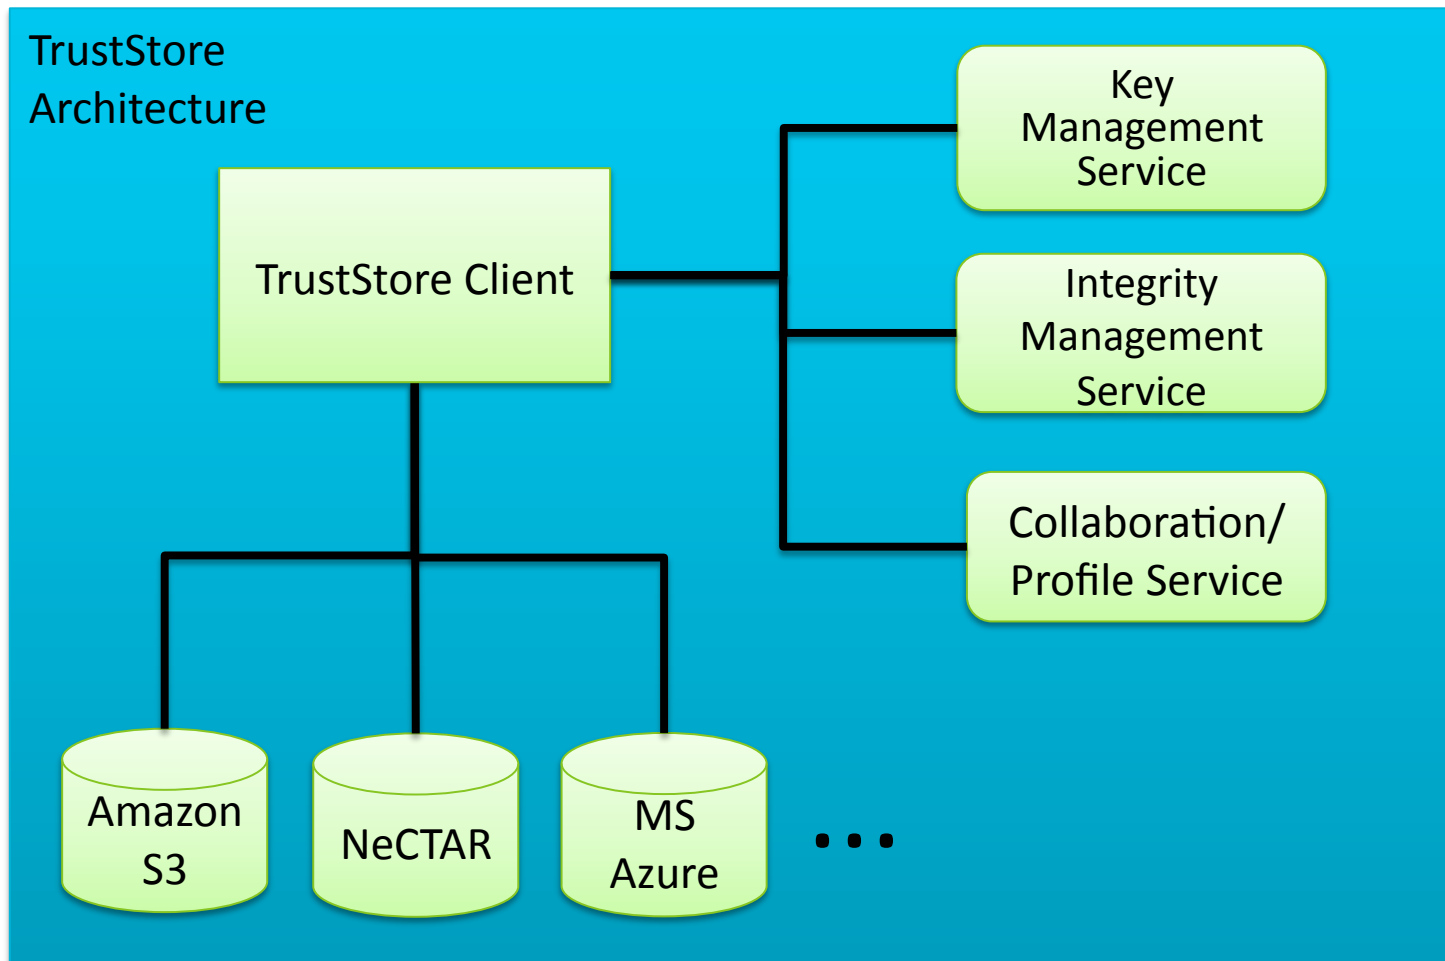 TrustStore
Architecture
Key
Management
Service
TrustStore Client
Integrity
Management
Service
Collaboration/
Profile Service
Amazon
S3
NeCTAR
MS
Azure
...